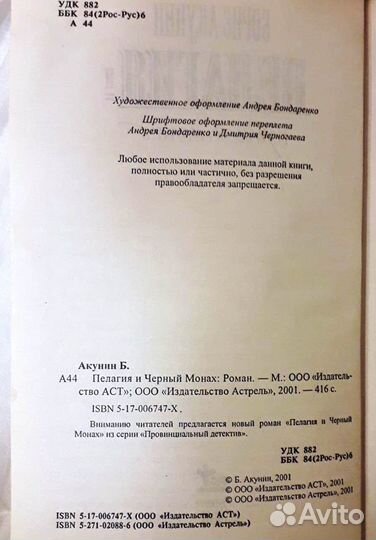 УДК 882
ББК 84(2Рос-Рус)6
А 44
БОРИС АКУНИН
ПЕЛАГИЯ
Художественное оформление Андрея Бондаренко
Шрифтовое оформление переплета
Андрея Бондаренко и Дмитрия Черногаева
Любое использование материала данной книги,
полностью или частично, без разрешения
правообладателя запрещается.
Акунин Б.
А44 Пелагия и Черный Монах: Роман. — М.: ООО «Издатель-
ство АСТ»; ООО «Издательство Астрель», 2001. — 416 с.
ISBN 5-17-006747-X .
Вниманию читателей предлагается новый роман «Пелагия и Черный
Монах» из серии «Провинциальный детектив».
УДК 882
ББК 84(2Рос-Рус)6
© Б. Акунин, 2001
© ООО «Издательство АСТ», 2001
© ООО «Издательство Астрель», 2001
ISBN 5-17-006747-X (ООО «Издательство АСТ)
ISBN 5-271-02088-6 (ООО «Издательство Астрель)
Avito